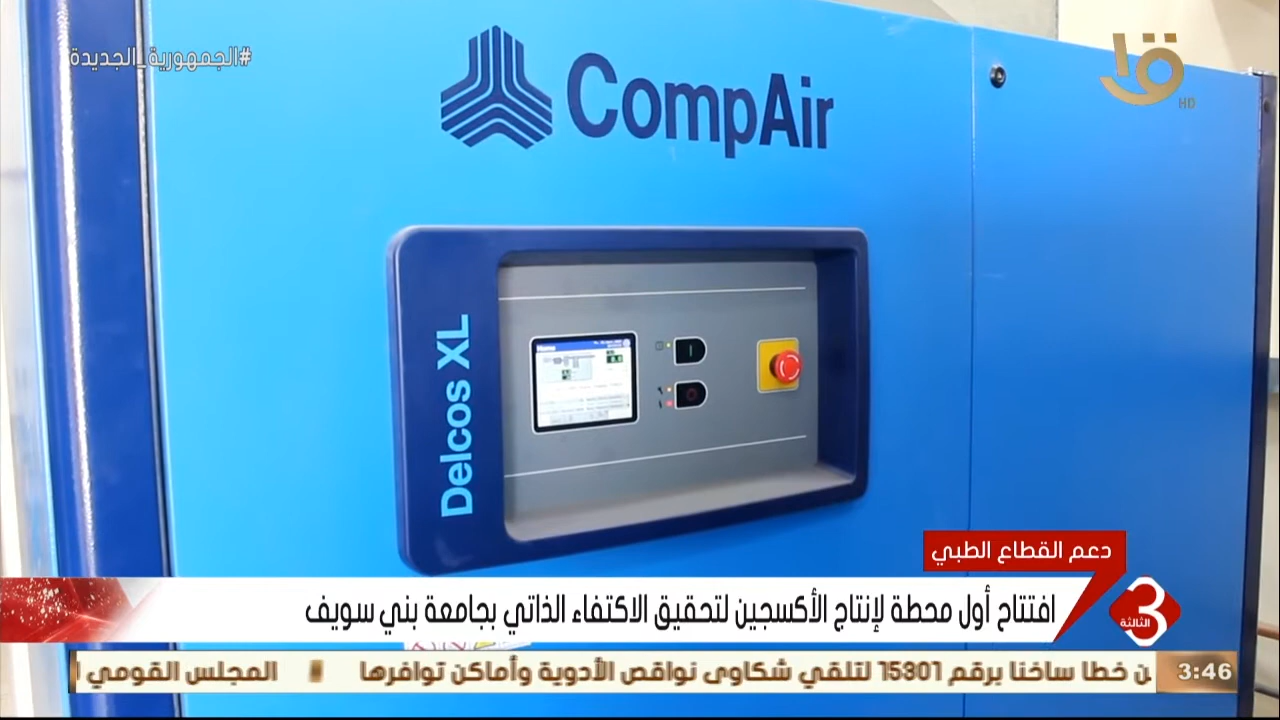 #الجمهورية_الجديدة
HD
CompAir
Delcos XL
Home
دعم القطاع الطبي
افتتاح أول محطة لإنتاج الأكسجين لتحقيق الاكتفاء الذاتي بجامعة بني سويف
3
الثالثة
خطا ساخنا برقم 15301 لتلقي شكاوى نواقص الأدوية وأماكن توافرها
المجلس القومي
3:46